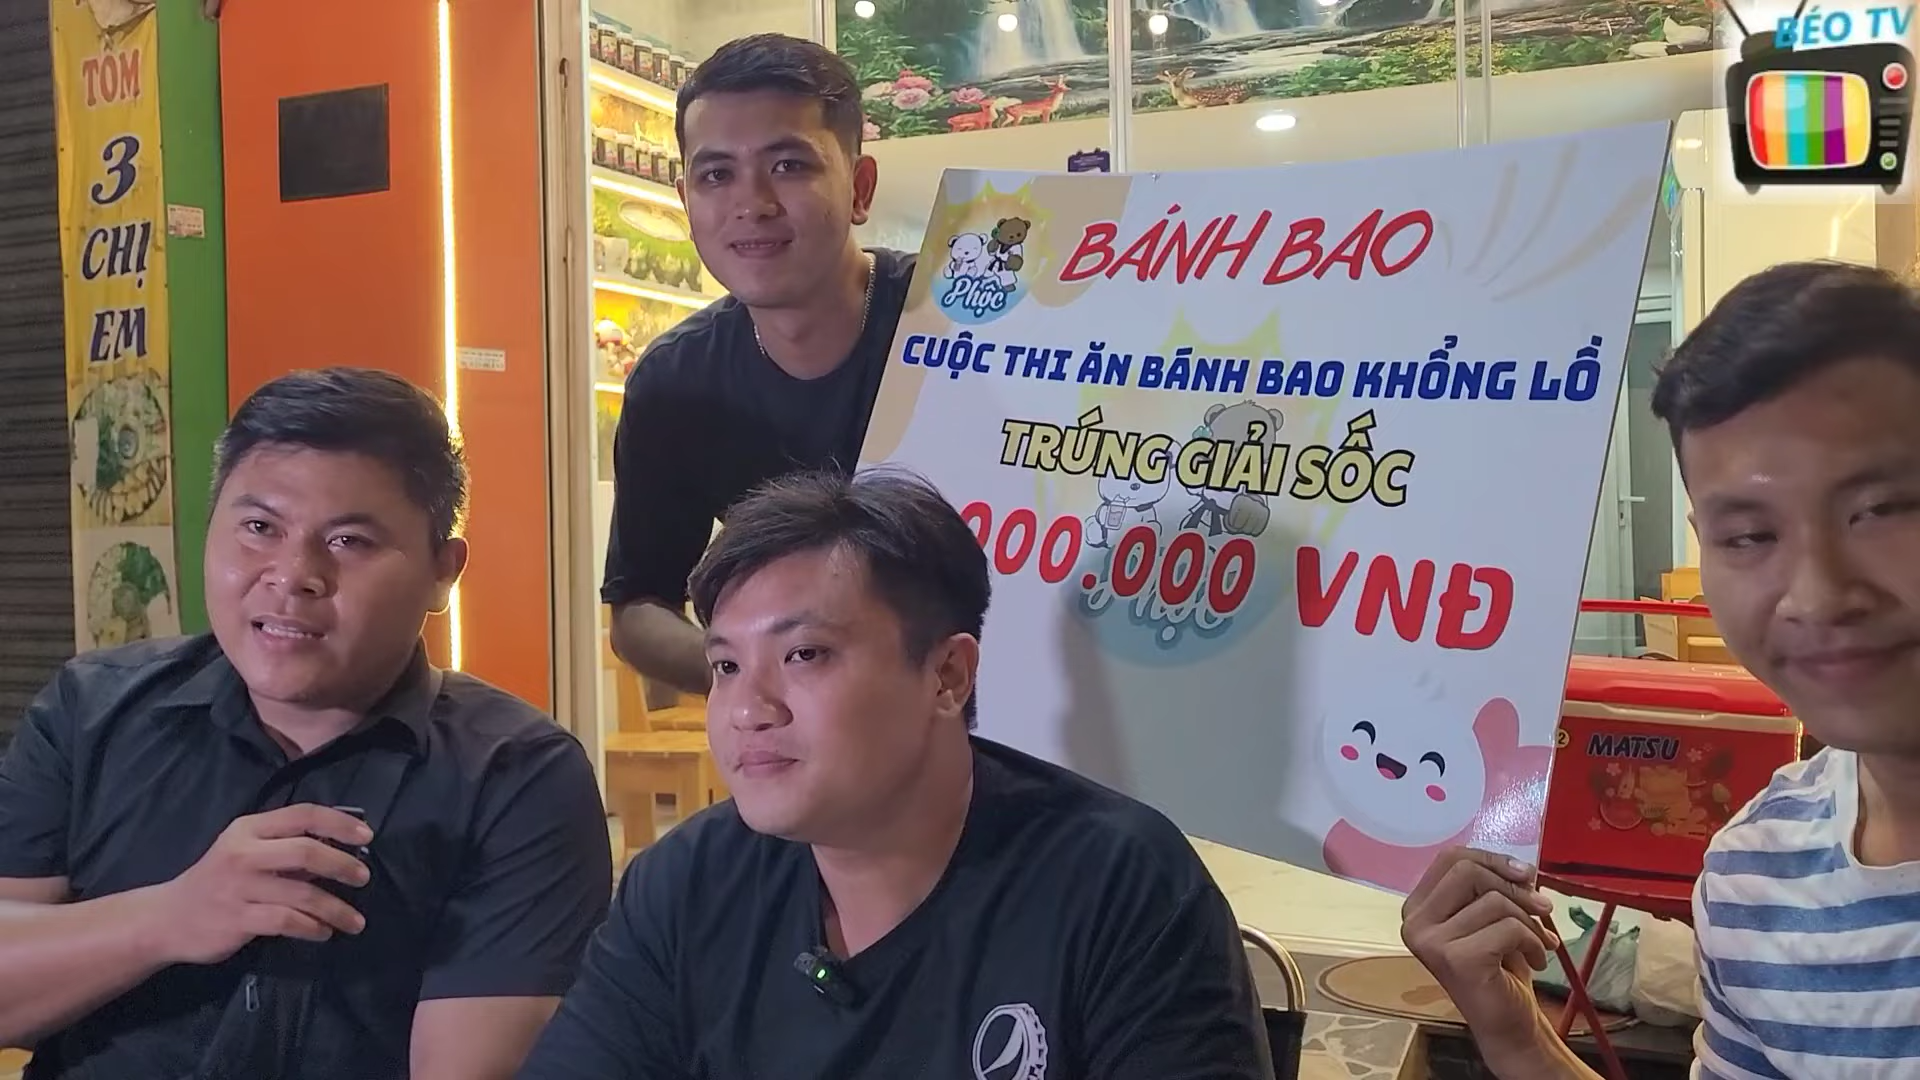 BÉO TV
TÔM
3
CHỊ
EM
Phộc
BÁNH BAO
CUỘC THI ĂN BÁNH BAO KHỔNG LỒ
TRÚNG GIẢI SỐC
000.000 VNĐ
Phộc
MATSU